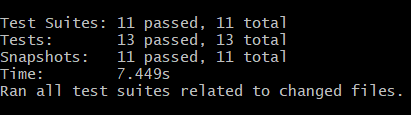 Test Suites: 11 passed, 11 total
Tests:       13 passed, 13 total
Snapshots:   11 passed, 11 total
Time:        7.449s
Ran all test suites related to changed files.